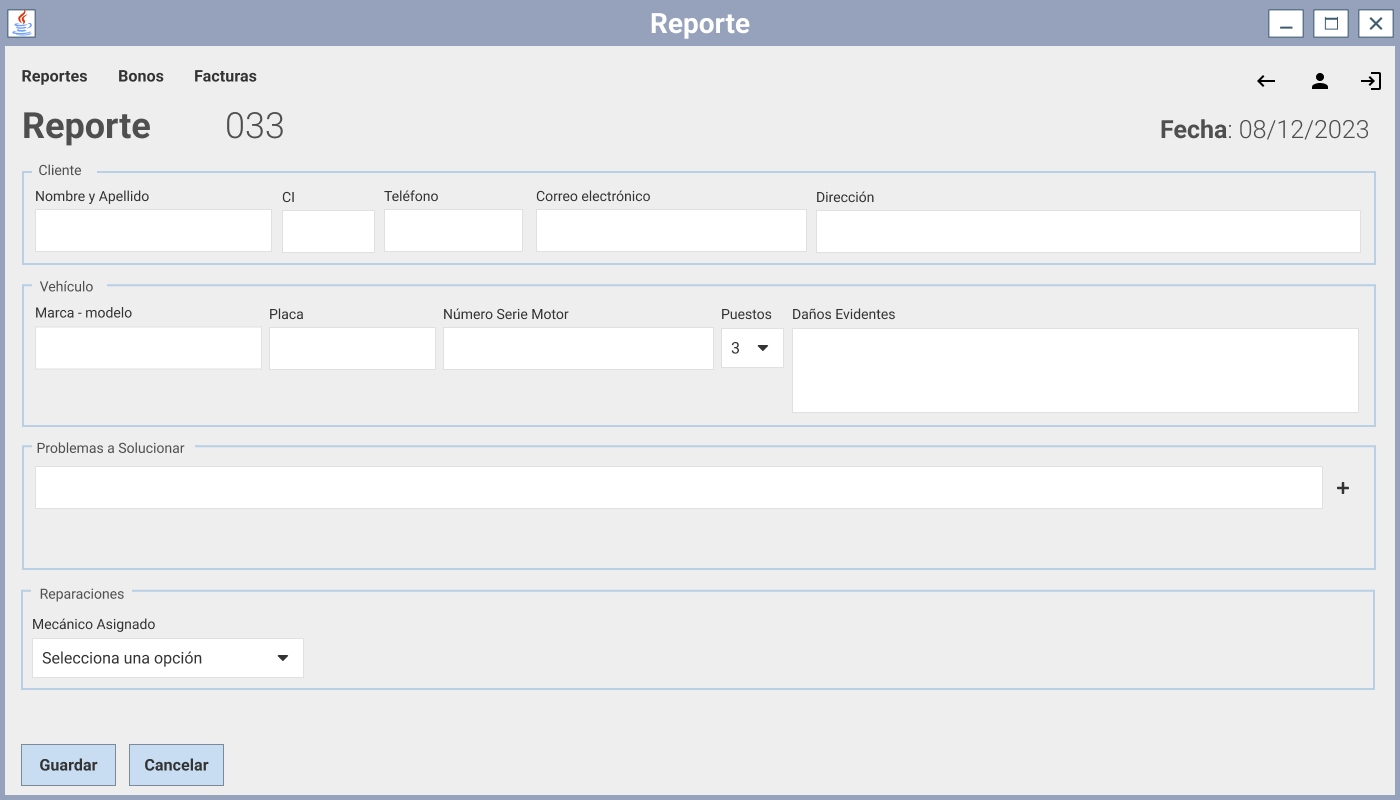 Reporte
Reportes Bonos Facturas
Reporte 033
Fecha: 08/12/2023
Cliente
Nombre y Apellido CI Teléfono Correo electrónico Dirección
Vehículo
Marca - modelo Placa Número Serie Motor Puestos Daños Evidentes
3
Problemas a Solucionar
+
Reparaciones
Mecánico Asignado
Selecciona una opción
Guardar Cancelar